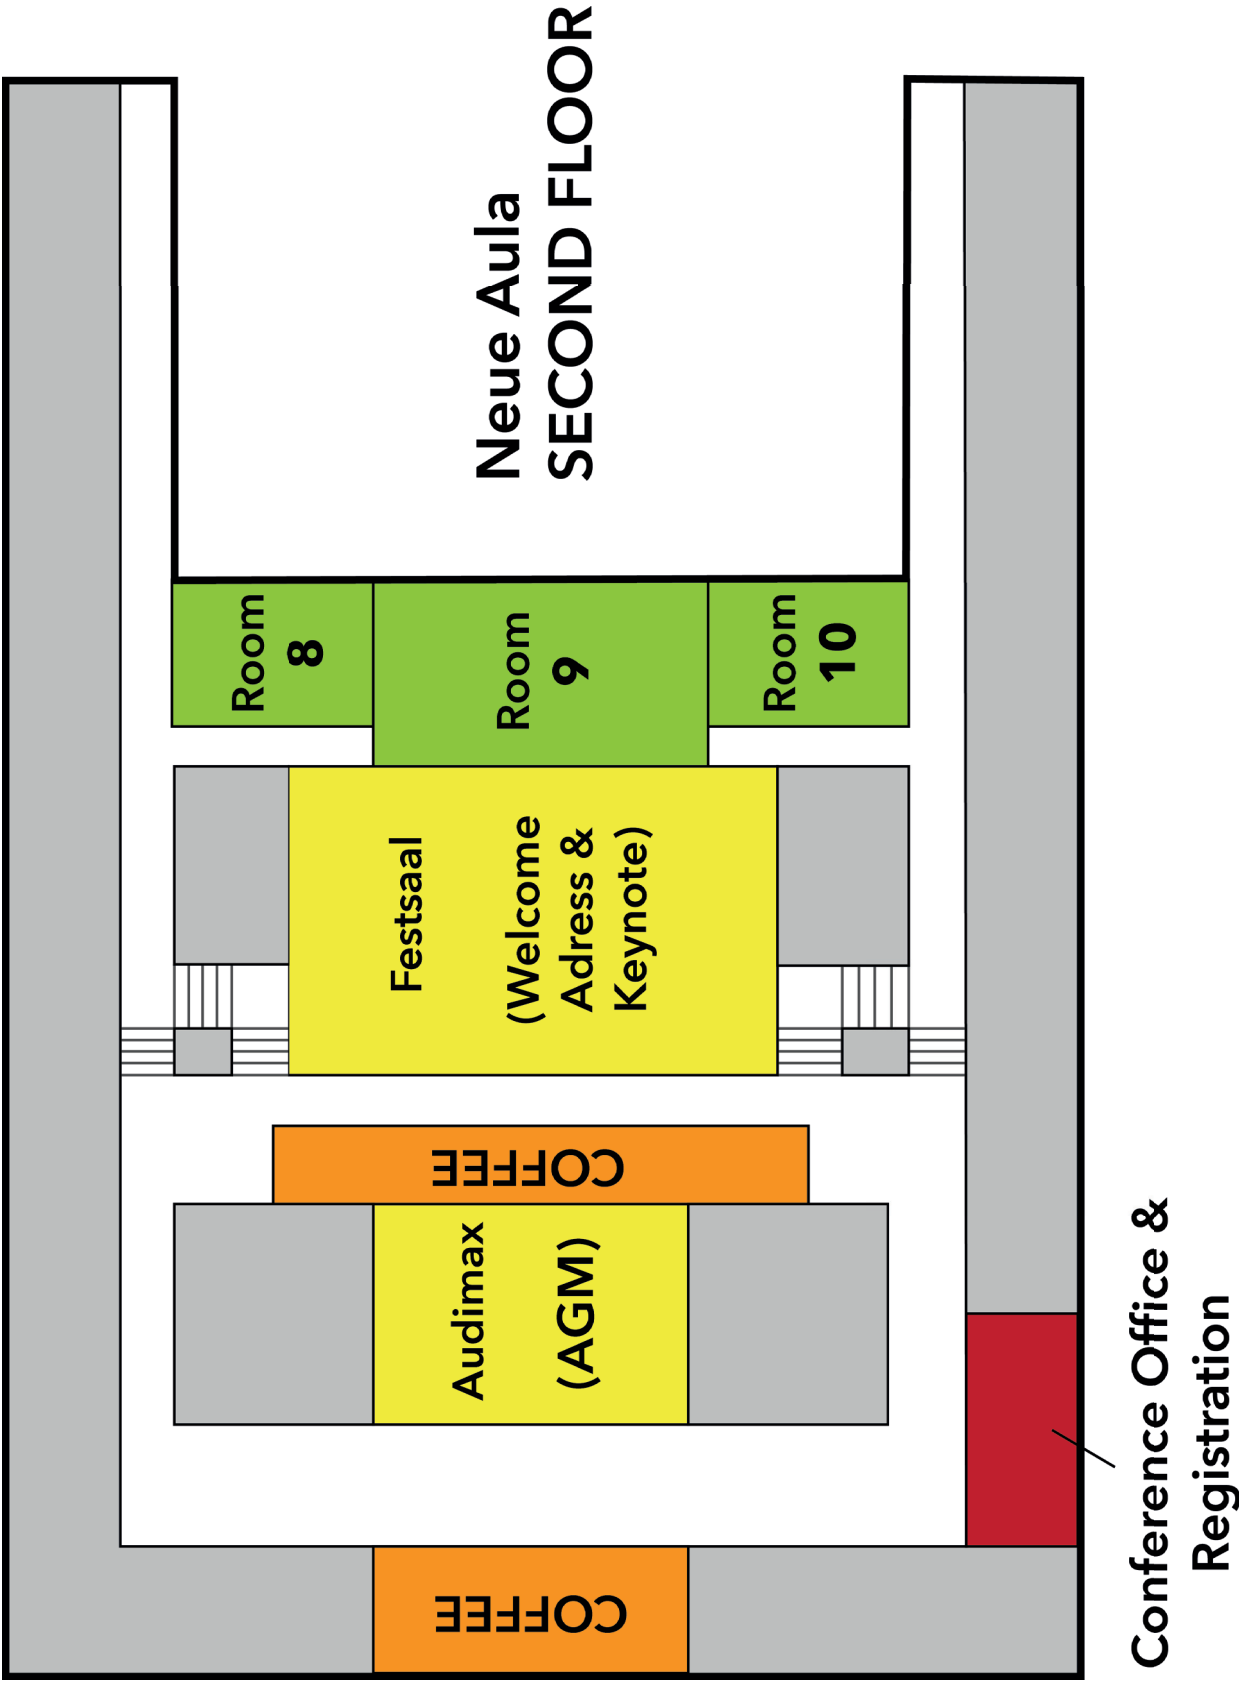 Neue Aula
SECOND FLOOR
Room
8
Room
9
Room
10
Festsaal
(Welcome
Adress &
Keynote)
COFFEE
Audimax
(AGM)
COFFEE
Conference Office &
Registration